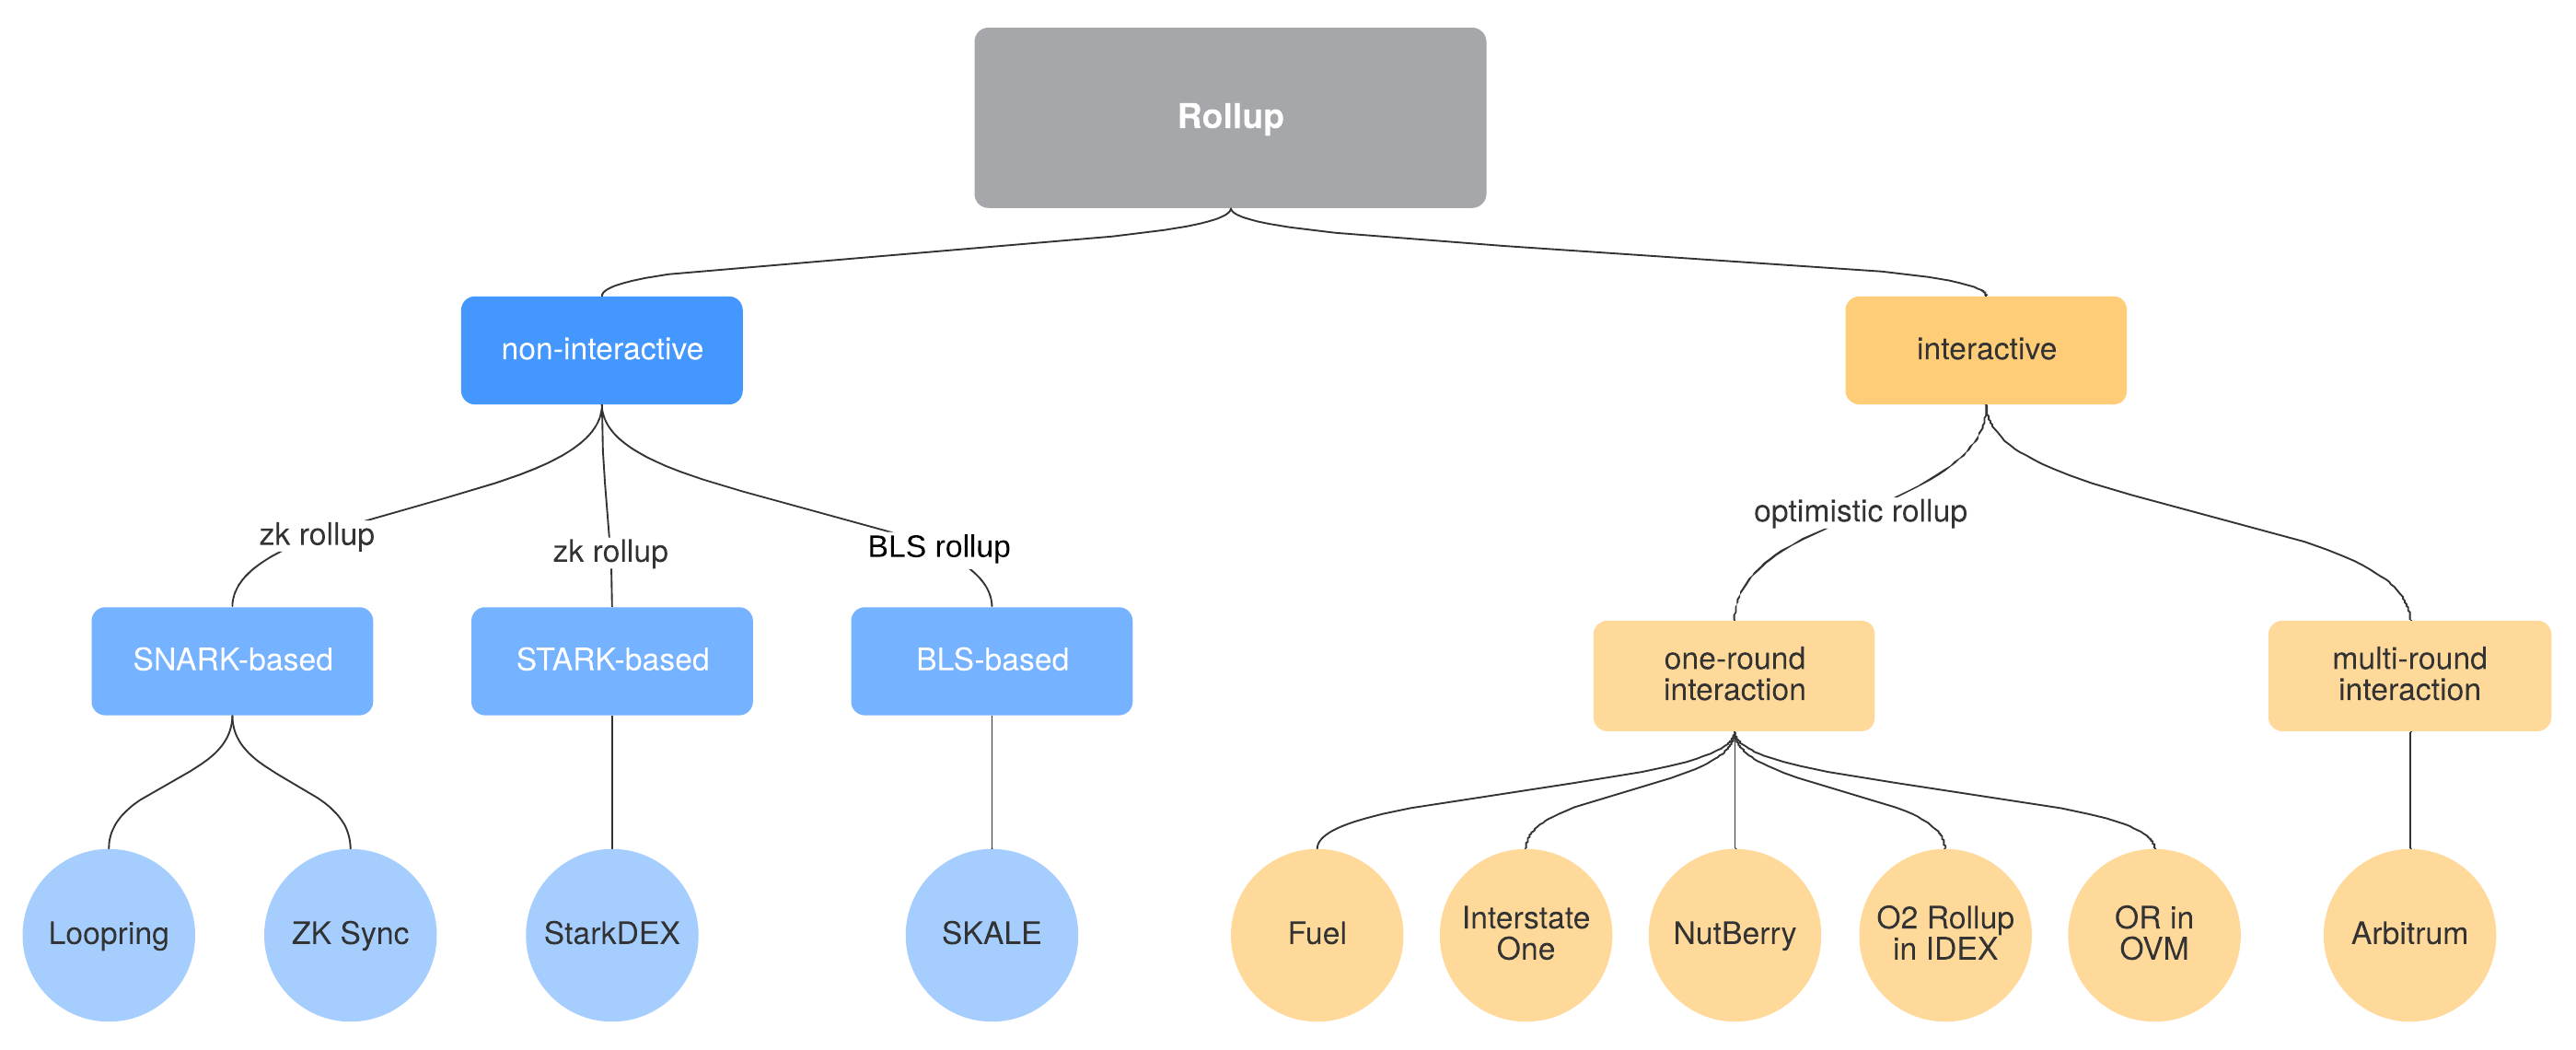 Rollup
non-interactive
interactive
zk rollup
zk rollup
BLS rollup
optimistic rollup
SNARK-based
STARK-based
BLS-based
one-round
interaction
multi-round
interaction
Loopring
ZK Sync
StarkDEX
SKALE
Fuel
Interstate
One
NutBerry
O2 Rollup
in IDEX
OR in
OVM
Arbitrum